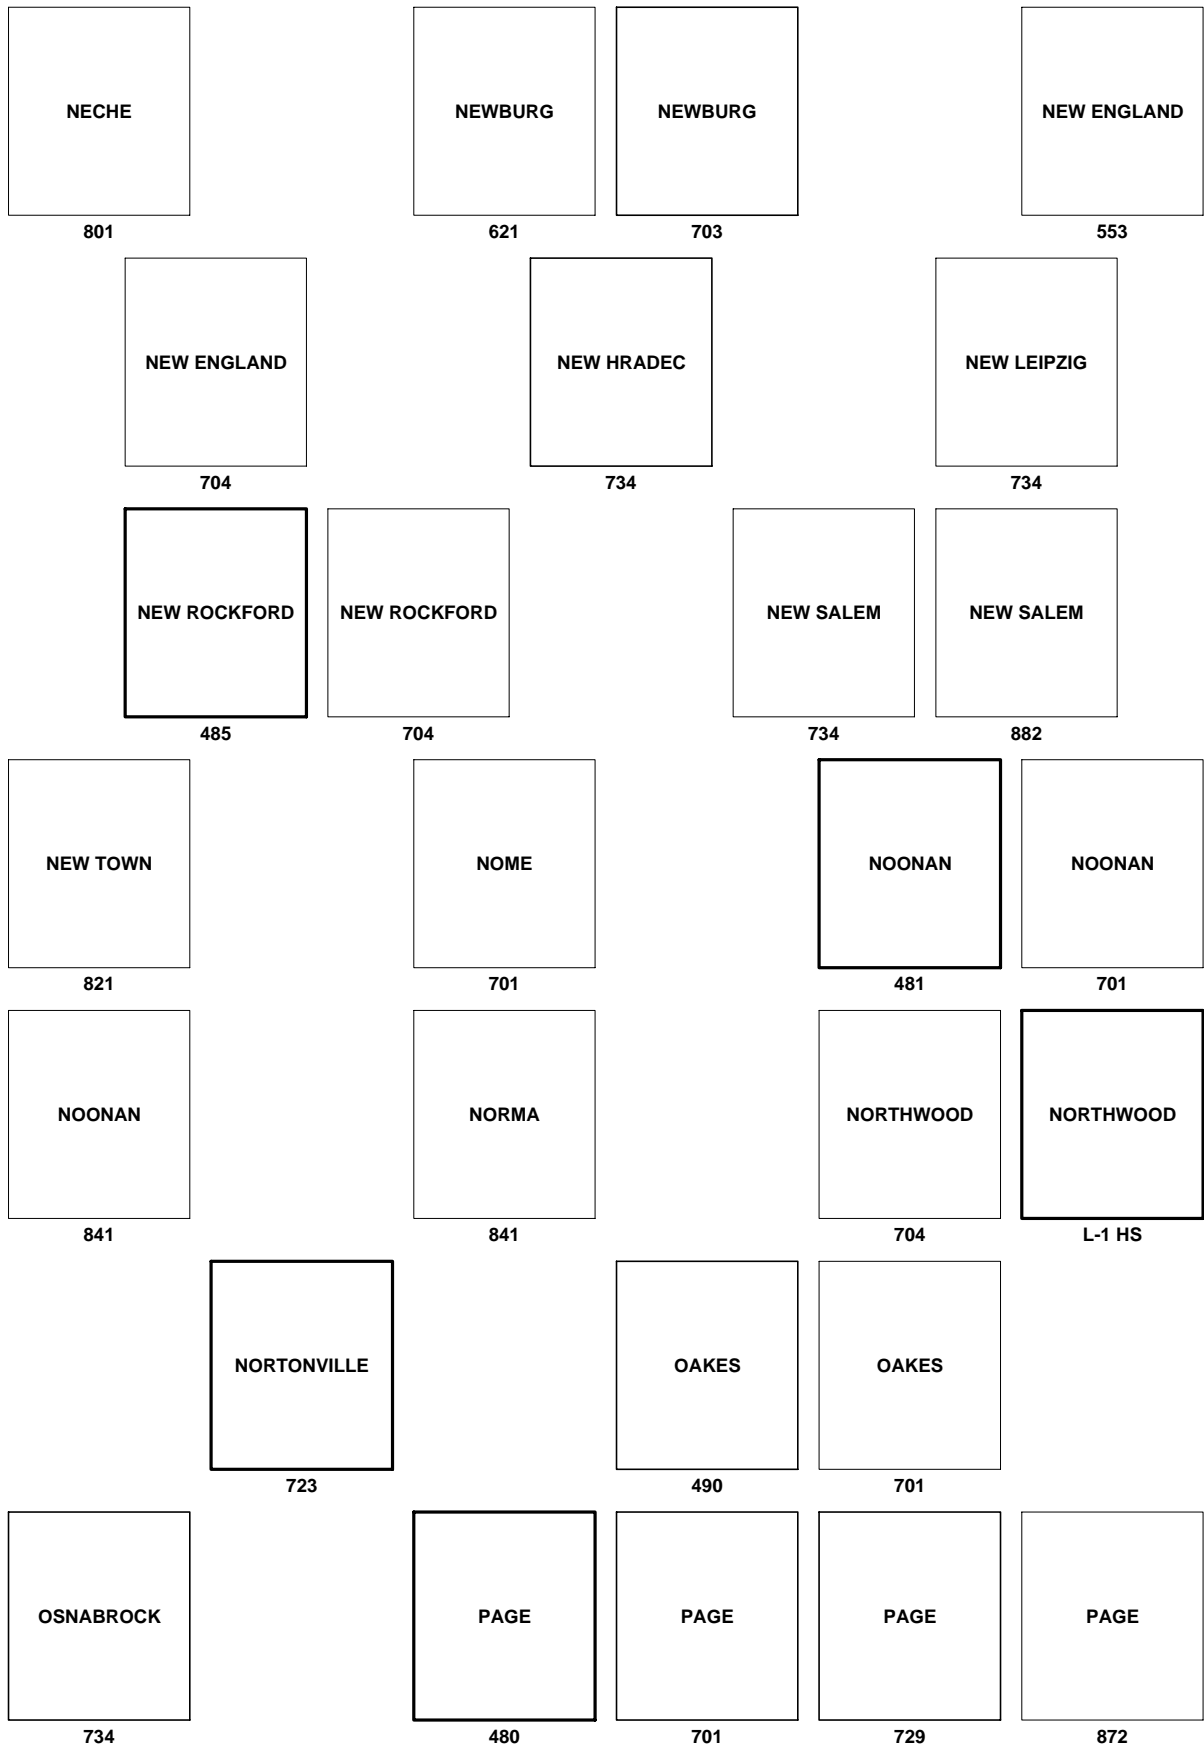 NECHE
NEWBURG
NEWBURG
NEW ENGLAND
801
621
703
553
NEW ENGLAND
NEW HRADEC
NEW LEIPZIG
704
734
734
NEW ROCKFORD
NEW ROCKFORD
NEW SALEM
NEW SALEM
485
704
734
882
NEW TOWN
NOME
NOONAN
NOONAN
821
701
481
701
NOONAN
NORMA
NORTHWOOD
NORTHWOOD
841
841
704
L-1 HS
NORTONVILLE
OAKES
OAKES
723
490
701
OSNABROCK
PAGE
PAGE
PAGE
PAGE
734
480
701
729
872